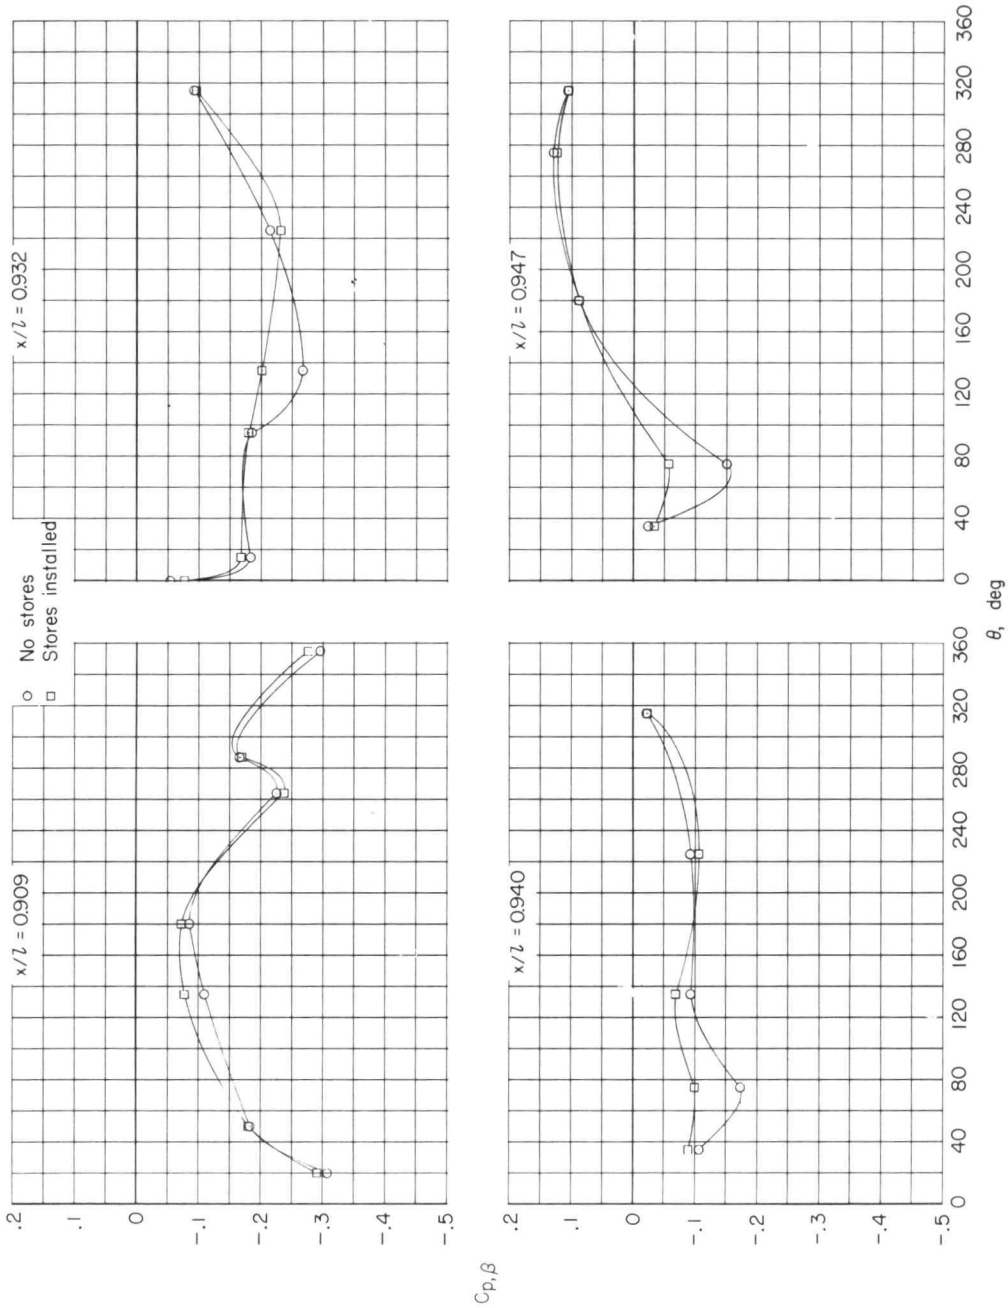 ○ No stores
□ Stores installed
x/l = 0.909
x/l = 0.932
.2
.1
0
-.1
-.2
-.3
-.4
-.5
C p,β
x/l = 0.940
x/l = 0.947
.2
.1
0
-.1
-.2
-.3
-.4
-.5
0 40 80 120 160 200 240 280 320 360
0 40 80 120 160 200 240 280 320 360
θ, deg